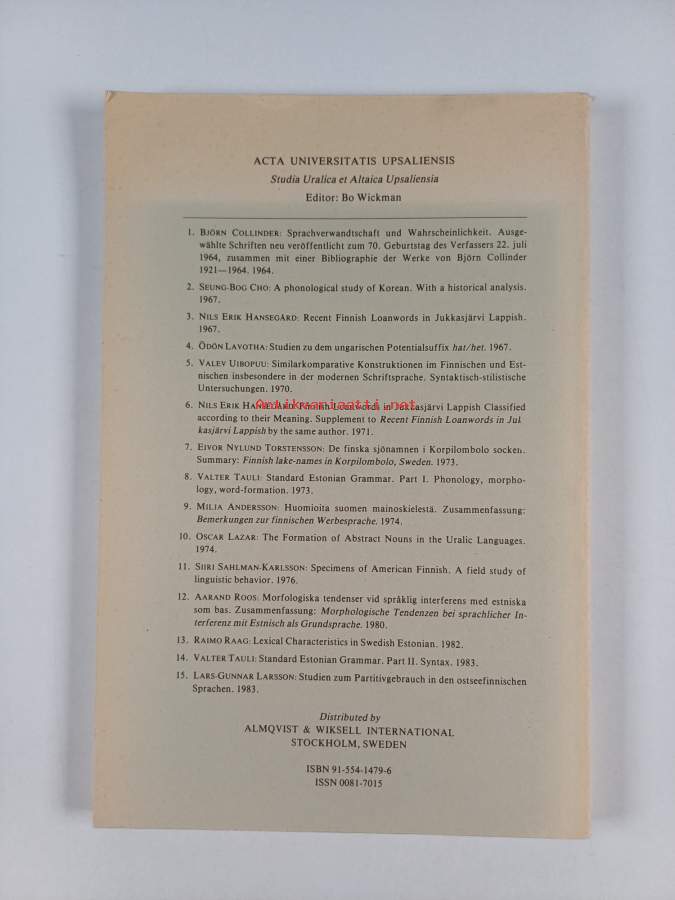 ACTA UNIVERSITATIS UPSALIENSIS
Studia Uralica et Altaica Upsaliensia
Editor: Bo Wickman
1. BJÖRN COLLINDER: Sprachverwandtschaft und Wahrscheinlichkeit. Ausge-
wählte Schriften neu veröffentlicht zum 70. Geburtstag des Verfassers 22. juli
1964, zusammen mit einer Bibliographie der Werke von Björn Collinder
1921—1964. 1964.
2. SEUNG-BOG CHO: A phonological study of Korean. With a historical analysis.
1967.
3. NILS ERIK HANSEGÅRD: Recent Finnish Loanwords in Jukkasjärvi Lappish.
1967.
4. ÖDÖN LAVOTHA: Studien zu dem ungarischen Potentialsuffix hat/het. 1967.
5. VALEV UIBOPUU: Similarkomparative Konstruktionen im Finnischen und Est-
nischen insbesondere in der modernen Schriftsprache. Syntaktisch-stilistische
Untersuchungen. 1970.
Antikvariaatti.net
6. NILS ERIK HANSEGÅRD: Finnish Loanwords in Jukkasjärvi Lappish Classified
according to their Meaning. Supplement to Recent Finnish Loanwords in Juk
kasjärvi Lappish by the same author. 1971.
7. EIVOR NYLUND TORSTENSSON: De finska sjönamnen i Korpilombolo socken.
Summary: Finnish lake-names in Korpilombolo, Sweden. 1973.
8. VALTER TAULI: Standard Estonian Grammar. Part I. Phonology, morpho-
logy, word-formation. 1973.
9. MILJA ANDERSSON: Huomioita suomen mainoskielestä. Zusammenfassung:
Bemerkungen zur finnischen Werbesprache. 1974.
10. OSCAR LAZAR: The Formation of Abstract Nouns in the Uralic Languages.
1974.
11. SIIRI SAHLMAN-KARLSSON: Specimens of American Finnish. A field study of
linguistic behavior. 1976.
12. AARAND ROOS: Morfologiska tendenser vid språklig interferens med estniska
som bas. Zusammenfassung: Morphologische Tendenzen bei sprachlicher In-
terferenz mit Estnisch als Grundsprache. 1980.
13. RAIMO RAAG: Lexical Characteristics in Swedish Estonian. 1982.
14. VALTER TAULI: Standard Estonian Grammar. Part II. Syntax. 1983.
15. LARS-GUNNAR LARSSON: Studien zum Partitivgebrauch in den ostseefinnischen
Sprachen. 1983.
Distributed by
ALMQVIST & WIKSELL INTERNATIONAL
STOCKHOLM, SWEDEN
ISBN 91-554-1479-6
ISSN 0081-7015